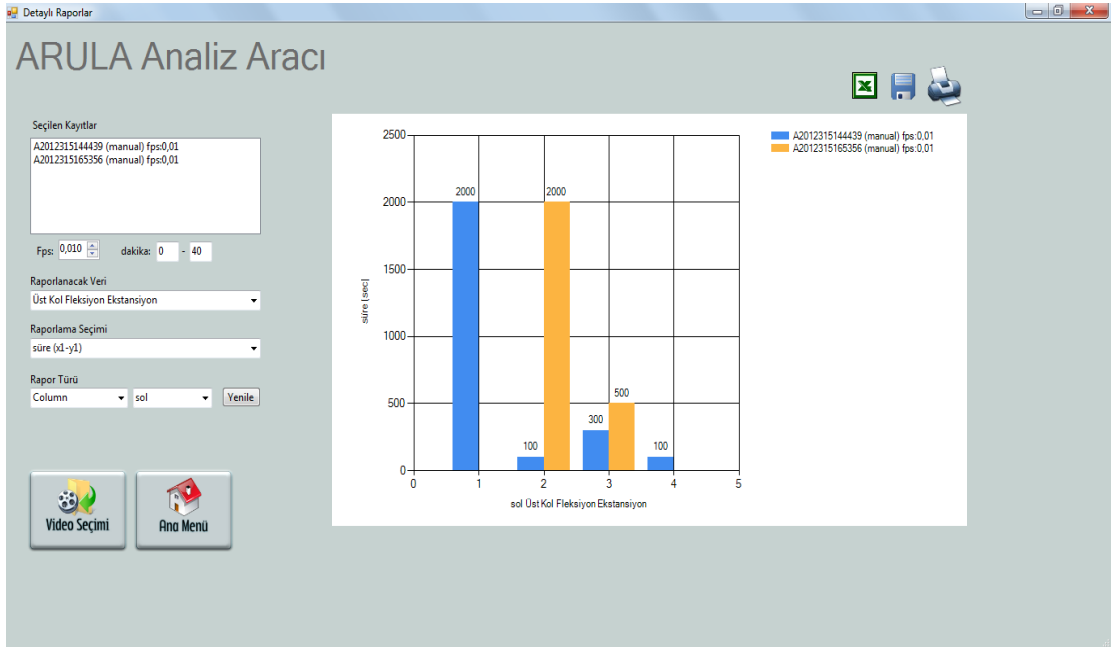 Detaylı Raporlar
ARULA Analiz Aracı
Seçilen Kayıtlar
A2012315144439 (manual) fps:0,01
A2012315165356 (manual) fps:0,01
Fps: 0,010 dakika: 0 - 40
Raporlanacak Veri
Üst Kol Fleksiyon Ekstansiyon
Raporlama Seçimi
süre (x1-y1)
Rapor Türü
Column sol Yenile
Video Seçimi
Ana Menü
2500
2000
1500
1000
500
0
süre [sec]
2000
100
2000
300
500
100
0 1 2 3 4 5
sol Üst Kol Fleksiyon Ekstansiyon
A2012315144439 (manual) fps:0,01
A2012315165356 (manual) fps:0,01